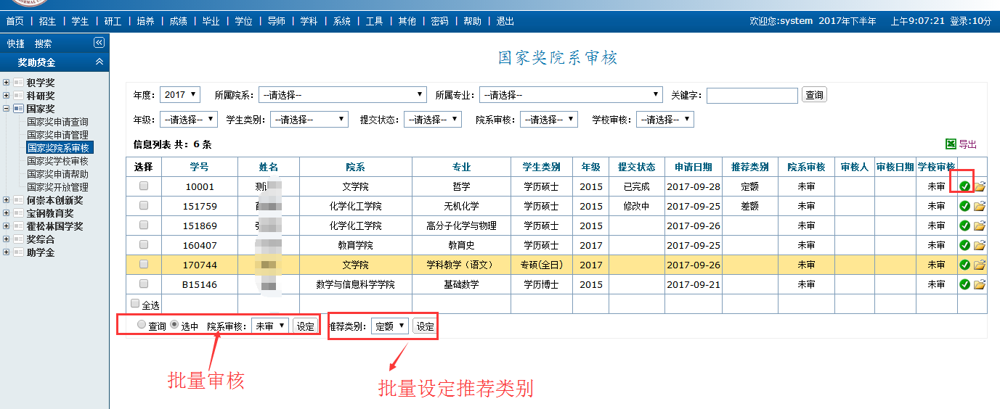 NORMAL
首页 | 招生 | 学生 | 研工 | 培养 | 成绩 | 毕业 | 学位 | 导师 | 学科 | 系统 | 工具 | 其他 | 密码 | 帮助 | 退出 欢迎您:system 2017年下半年 上午9:07:21 登录:10分
快捷 搜索
奖助贷金
积学奖
科研奖
国家奖
国家奖申请查询
国家奖申请管理
国家奖院系审核
国家奖学校审核
国家奖申请帮助
国家奖开放管理
何崇本创新奖
宝钢教育奖
霍松林国学奖
奖综合
助学金
国家奖院系审核
年度: 2017 所属院系: --请选择-- 所属专业: --请选择-- 关键字: 查询
年级: --请选择-- 学生类别: --请选择-- 提交状态: --请选择-- 院系审核: --请选择-- 学校审核: --请选择--
信息列表 共: 6 条 导出
选择 学号 姓名 院系 专业 学生类别 年级 提交状态 申请日期 推荐类别 院系审核 审核人 审核日期 学校审核
10001 测 文学院 哲学 学历硕士 2015 已完成 2017-09-28 定额 未审 未审
151759 化学化工学院 无机化学 学历硕士 2015 修改中 2017-09-25 差额 未审 未审
151869 化学化工学院 高分子化学与物理 学历硕士 2015 2017-09-26 未审 未审
160407 教育学院 教育史 学历硕士 2017 2017-09-25 未审 未审
170744 文学院 学科教学（语文） 专硕(全日) 2017 2017-09-26 未审 未审
B15146 数学与信息科学学院 基础数学 学历博士 2015 2017-09-21 未审 未审
全选
查询 选中 院系审核: 未审 设定 推荐类别: 定额 设定
批量审核
批量设定推荐类别